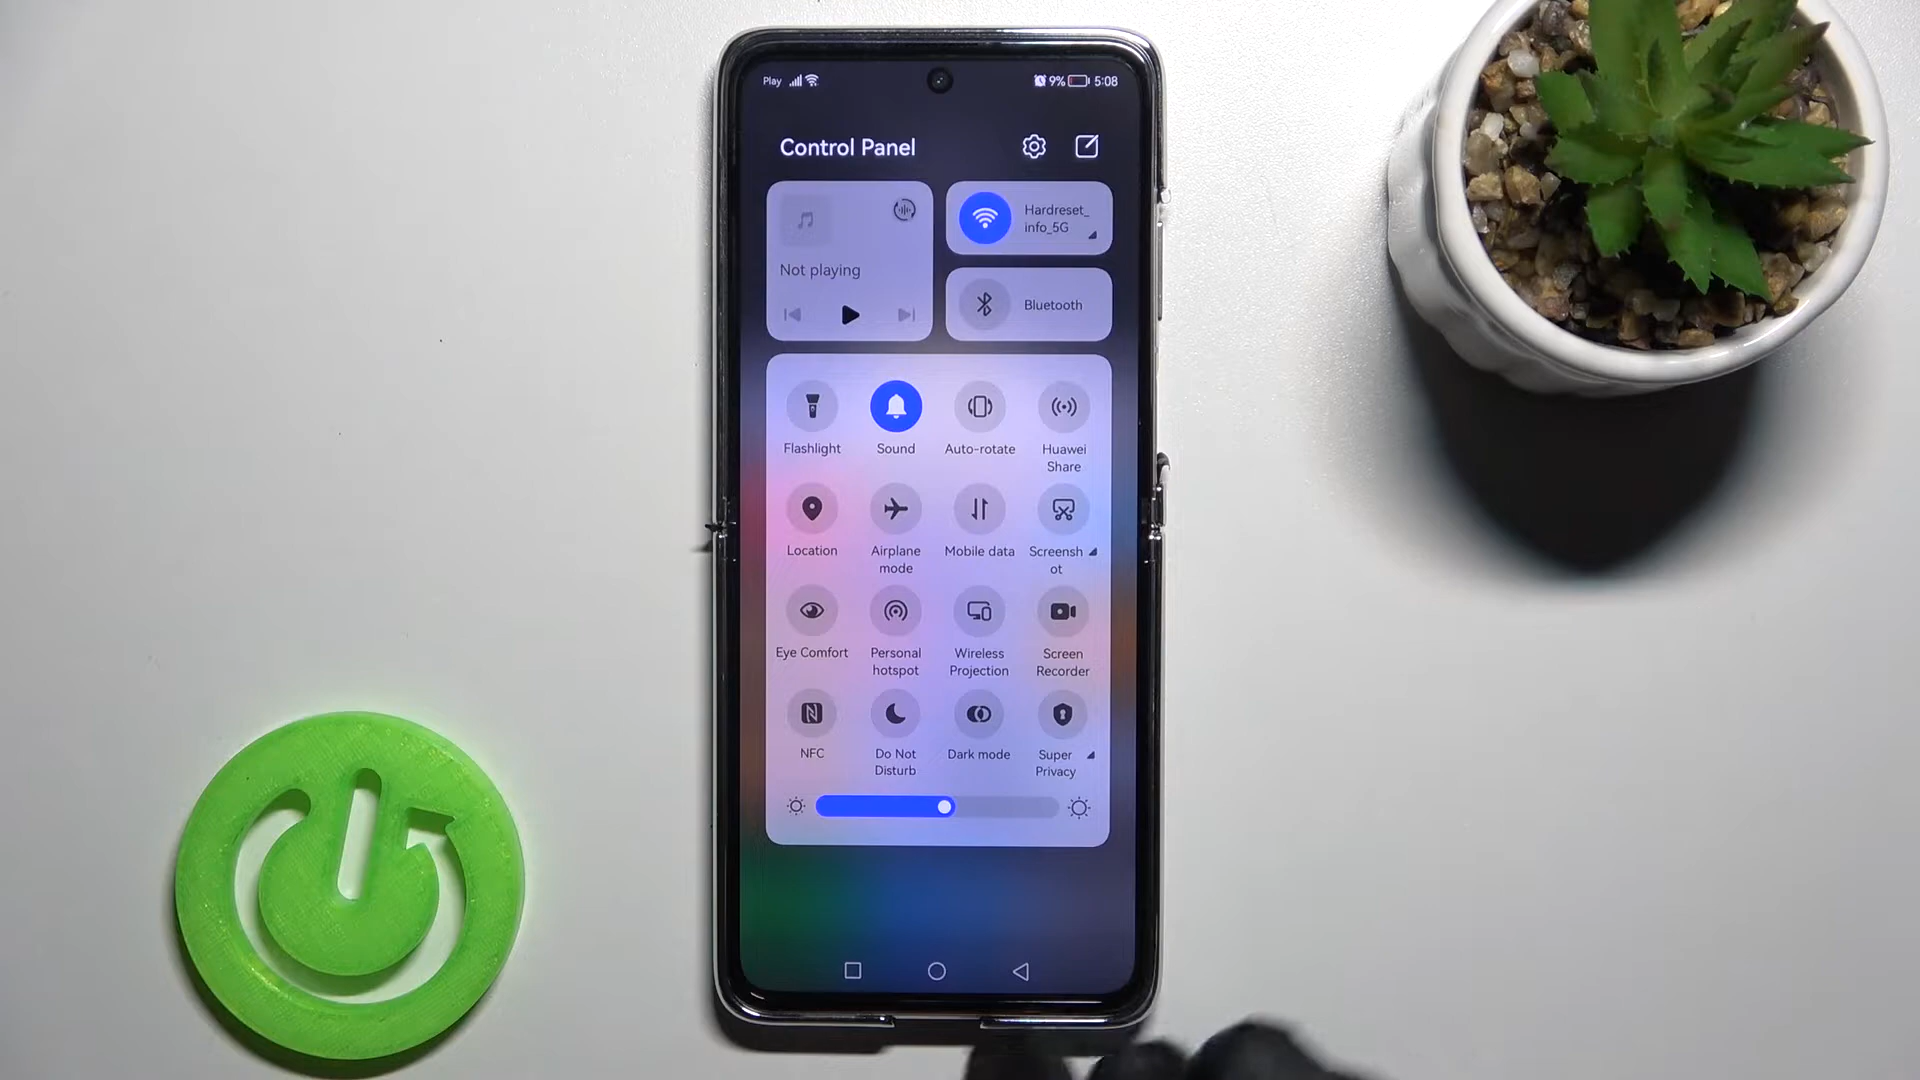 Play
9% 5:08
Control Panel
Not playing
Hardreset_
info_5G
Bluetooth
Flashlight
Sound
Auto-rotate
Huawei
Share
Location
Airplane
mode
Mobile data
Screensh
ot
Eye Comfort
Personal
hotspot
Wireless
Projection
Screen
Recorder
NFC
Do Not
Disturb
Dark mode
Super
Privacy